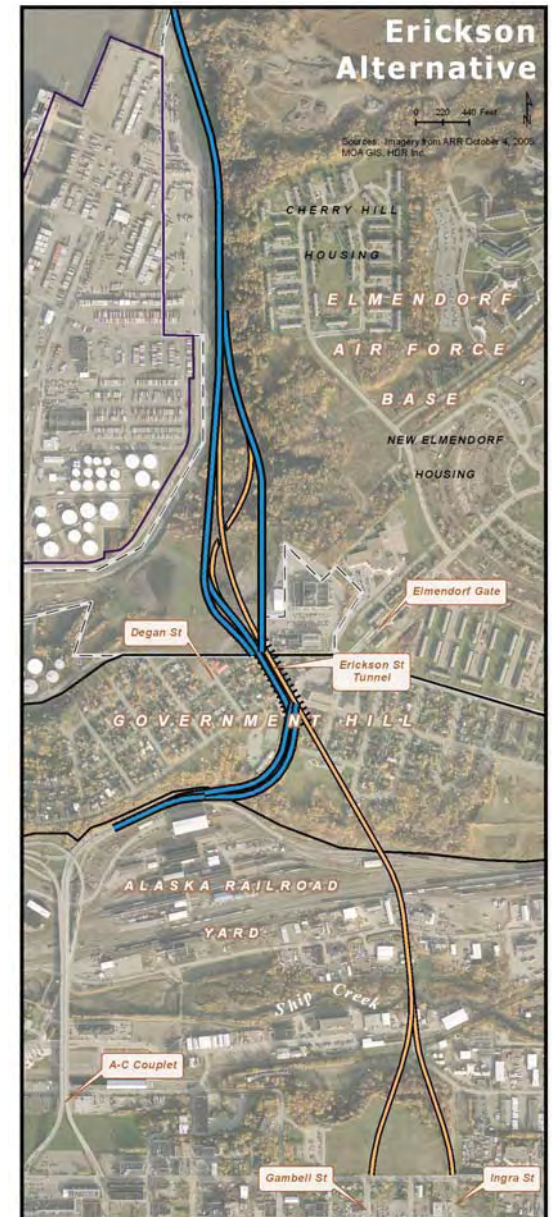 Erickson
Alternative
0 220 440 Feet
N
Sources: Imagery from ARR October 4, 2005;
MOA GIS, HDR Inc.
CHERRY HILL
HOUSING
ELMENDORF
AIR FORCE
BASE
NEW ELMENDORF
HOUSING
Elmendorf Gate
Degan St
Erickson St
Tunnel
GOVERNMENT HILL
ALASKA RAILROAD
YARD
Ship Creek
A-C Couplet
Gambell St
Ingra St